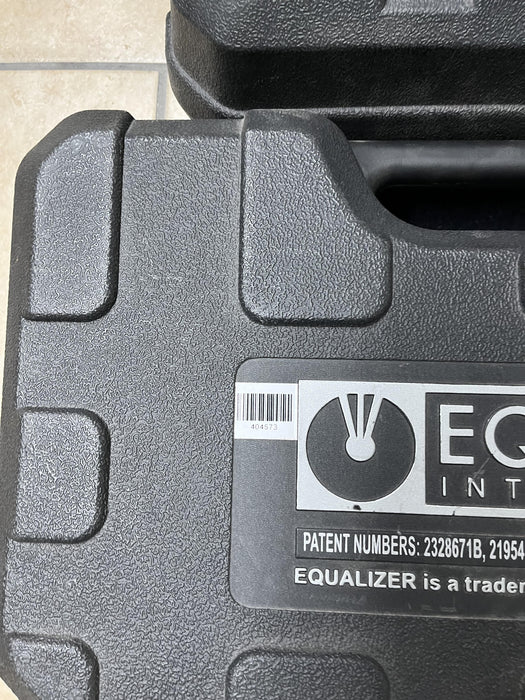 404573
EQ
INT
PATENT NUMBERS: 2328671B, 21954
EQUALIZER is a trader